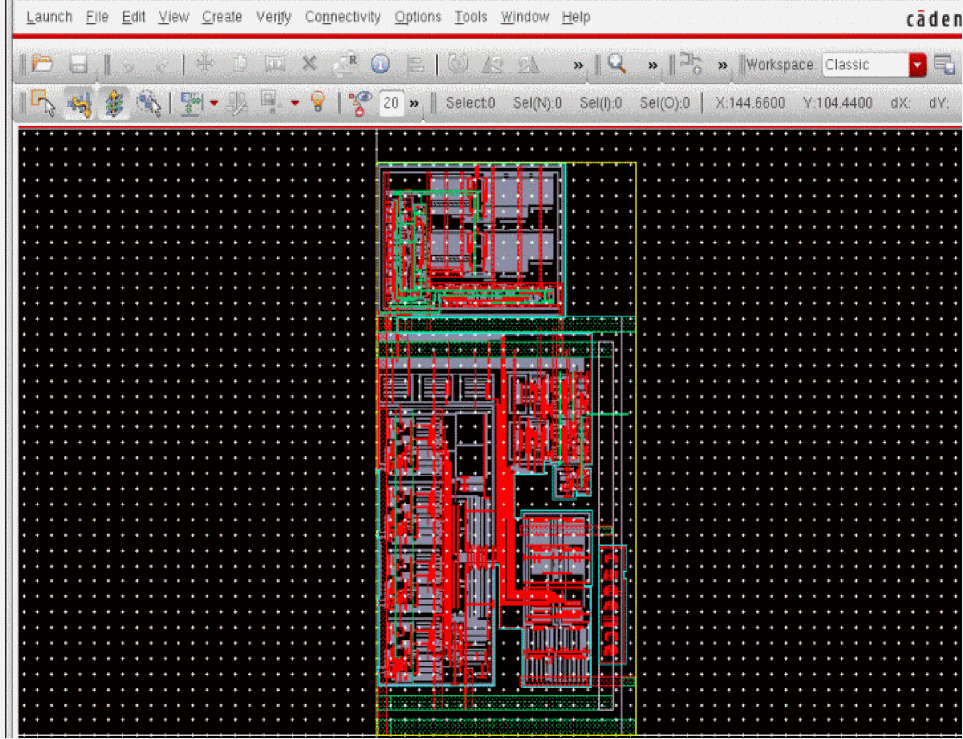 Launch File Edit View Create Verify Connectivity Options Tools Window Help cāden
R » » » Workspace: Classic
20 » Select:0 Sel(N):0 Sel(I):0 Sel(O):0 X:144.6600 Y:104.4400 dX: dY: